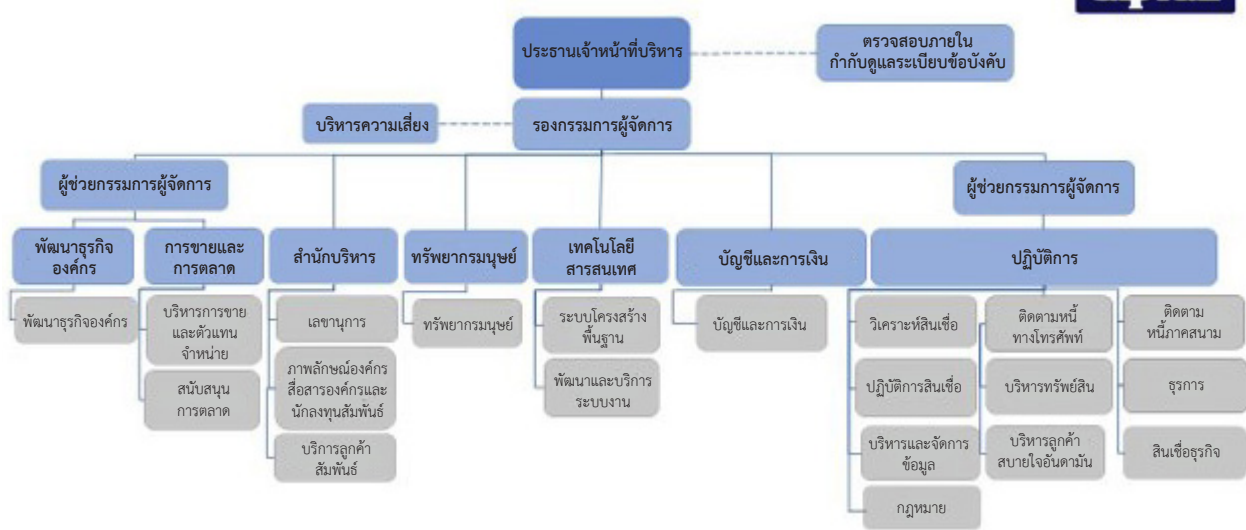 ประธานเจ้าหน้าที่บริหาร
ตรวจสอบภายใน
กำกับดูแลระเบียบข้อบังคับ
บริหารความเสี่ยง
รองกรรมการผู้จัดการ
ผู้ช่วยกรรมการผู้จัดการ
ผู้ช่วยกรรมการผู้จัดการ
พัฒนาธุรกิจ
องค์กร
การขายและ
การตลาด
สำนักบริหาร
ทรัพยากรมนุษย์
เทคโนโลยี
สารสนเทศ
บัญชีและการเงิน
ปฏิบัติการ
พัฒนาธุรกิจองค์กร
บริหารการขาย
และตัวแทน
จำหน่าย
สนับสนุน
การตลาด
เลขานุการ
ภาพลักษณ์องค์กร
สื่อสารองค์กรและ
นักลงทุนสัมพันธ์
บริการลูกค้า
สัมพันธ์
ทรัพยากรมนุษย์
ระบบโครงสร้าง
พื้นฐาน
พัฒนาและบริการ
ระบบงาน
บัญชีและการเงิน
วิเคราะห์สินเชื่อ
ปฏิบัติการสินเชื่อ
บริหารและจัดการ
ข้อมูล
กฎหมาย
ติดตามหนี้
ทางโทรศัพท์
บริหารทรัพย์สิน
บริหารลูกค้า
สบายใจอันดามัน
ติดตาม
หนี้ภาคสนาม
ธุรการ
สินเชื่อธุรกิจ